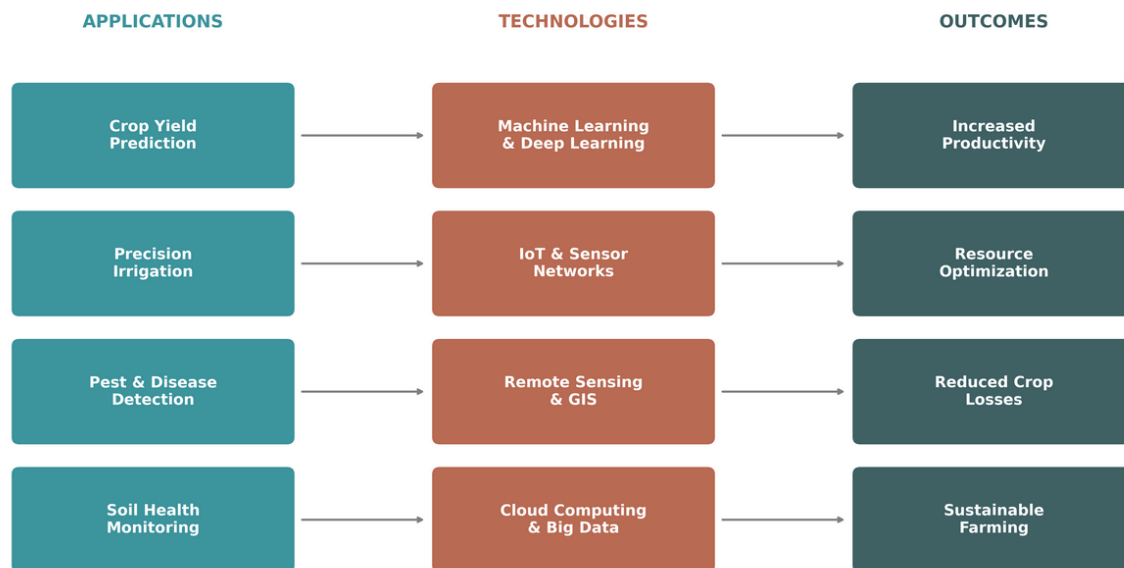 APPLICATIONS
TECHNOLOGIES
OUTCOMES
Crop Yield
Prediction
Machine Learning
& Deep Learning
Increased
Productivity
Precision
Irrigation
IoT & Sensor
Networks
Resource
Optimization
Pest & Disease
Detection
Remote Sensing
& GIS
Reduced Crop
Losses
Soil Health
Monitoring
Cloud Computing
& Big Data
Sustainable
Farming